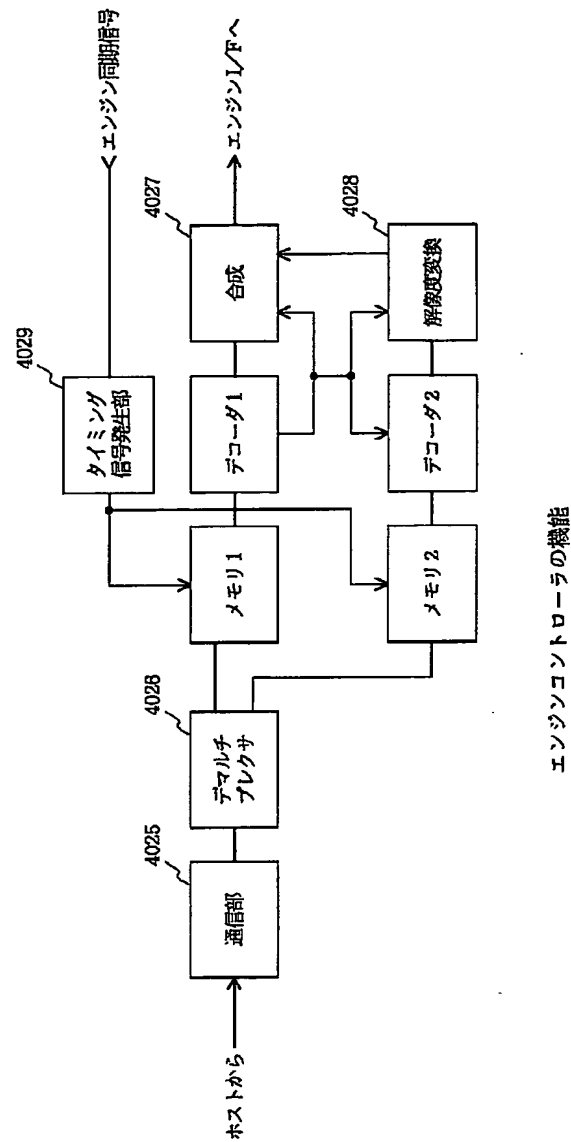 4029
エンジン同期信号
タイミング
信号発生部
4025
4026
4027
ホストから
通信部
デマルチ
プレクサ
メモリ1
デコーダ1
合成
エンジンI/Fへ
4028
メモリ2
デコーダ2
解像度変換
エンジンコントローラの機能